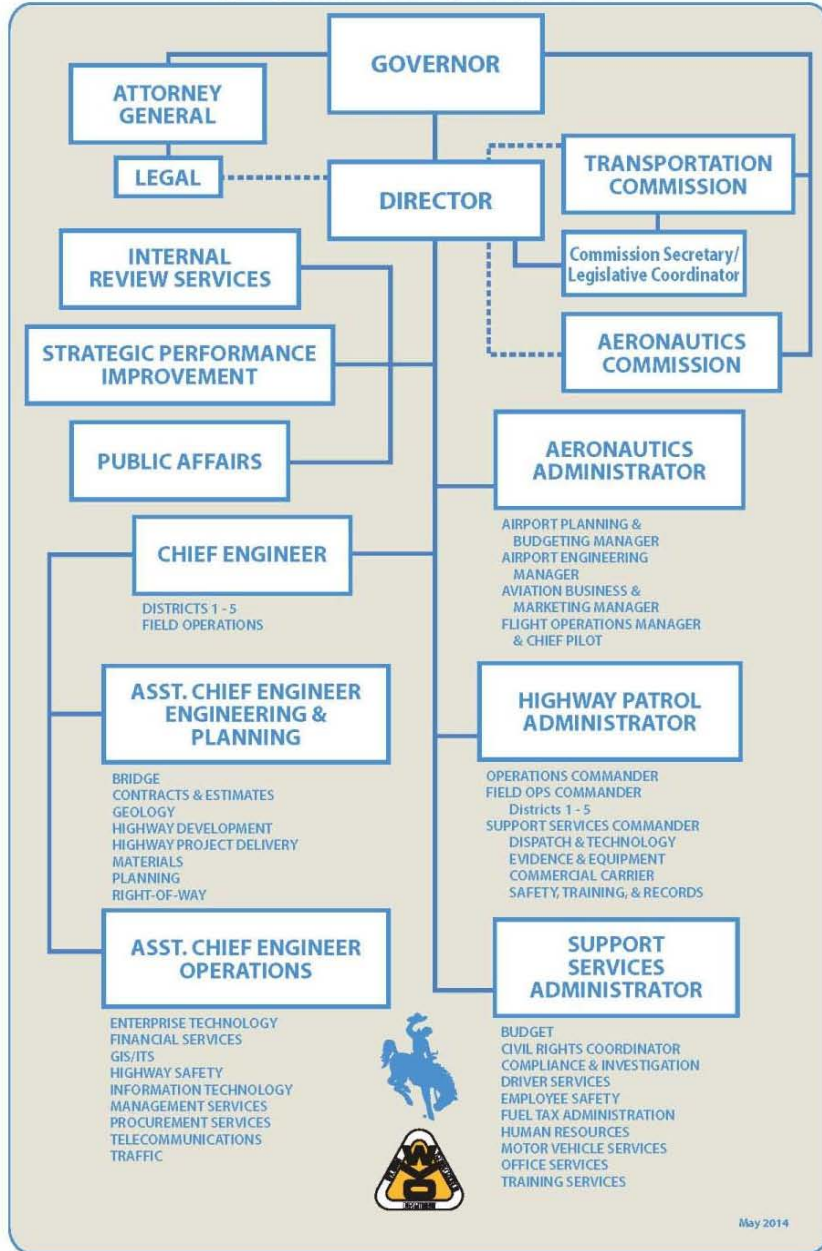 GOVERNOR
ATTORNEY
GENERAL
LEGAL
DIRECTOR
TRANSPORTATION
COMMISSION
Commission Secretary/
Legislative Coordinator
AERONAUTICS
COMMISSION
INTERNAL
REVIEW SERVICES
STRATEGIC PERFORMANCE
IMPROVEMENT
PUBLIC AFFAIRS
AERONAUTICS
ADMINISTRATOR
AIRPORT PLANNING &
BUDGETING MANAGER
AIRPORT ENGINEERING
MANAGER
AVIATION BUSINESS &
MARKETING MANAGER
FLIGHT OPERATIONS MANAGER
& CHIEF PILOT
CHIEF ENGINEER
DISTRICTS 1 - 5
FIELD OPERATIONS
ASST. CHIEF ENGINEER
ENGINEERING &
PLANNING
BRIDGE
CONTRACTS & ESTIMATES
GEOLOGY
HIGHWAY DEVELOPMENT
HIGHWAY PROJECT DELIVERY
MATERIALS
PLANNING
RIGHT-OF-WAY
HIGHWAY PATROL
ADMINISTRATOR
OPERATIONS COMMANDER
FIELD OPS COMMANDER
Districts 1 - 5
SUPPORT SERVICES COMMANDER
DISPATCH & TECHNOLOGY
EVIDENCE & EQUIPMENT
COMMERCIAL CARRIER
SAFETY, TRAINING, & RECORDS
ASST. CHIEF ENGINEER
OPERATIONS
ENTERPRISE TECHNOLOGY
FINANCIAL SERVICES
GIS/ITS
HIGHWAY SAFETY
INFORMATION TECHNOLOGY
MANAGEMENT SERVICES
PROCUREMENT SERVICES
TELECOMMUNICATIONS
TRAFFIC
SUPPORT
SERVICES
ADMINISTRATOR
BUDGET
CIVIL RIGHTS COORDINATOR
COMPLIANCE & INVESTIGATION
DRIVER SERVICES
EMPLOYEE SAFETY
FUEL TAX ADMINISTRATION
HUMAN RESOURCES
MOTOR VEHICLE SERVICES
OFFICE SERVICES
TRAINING SERVICES
May 2014